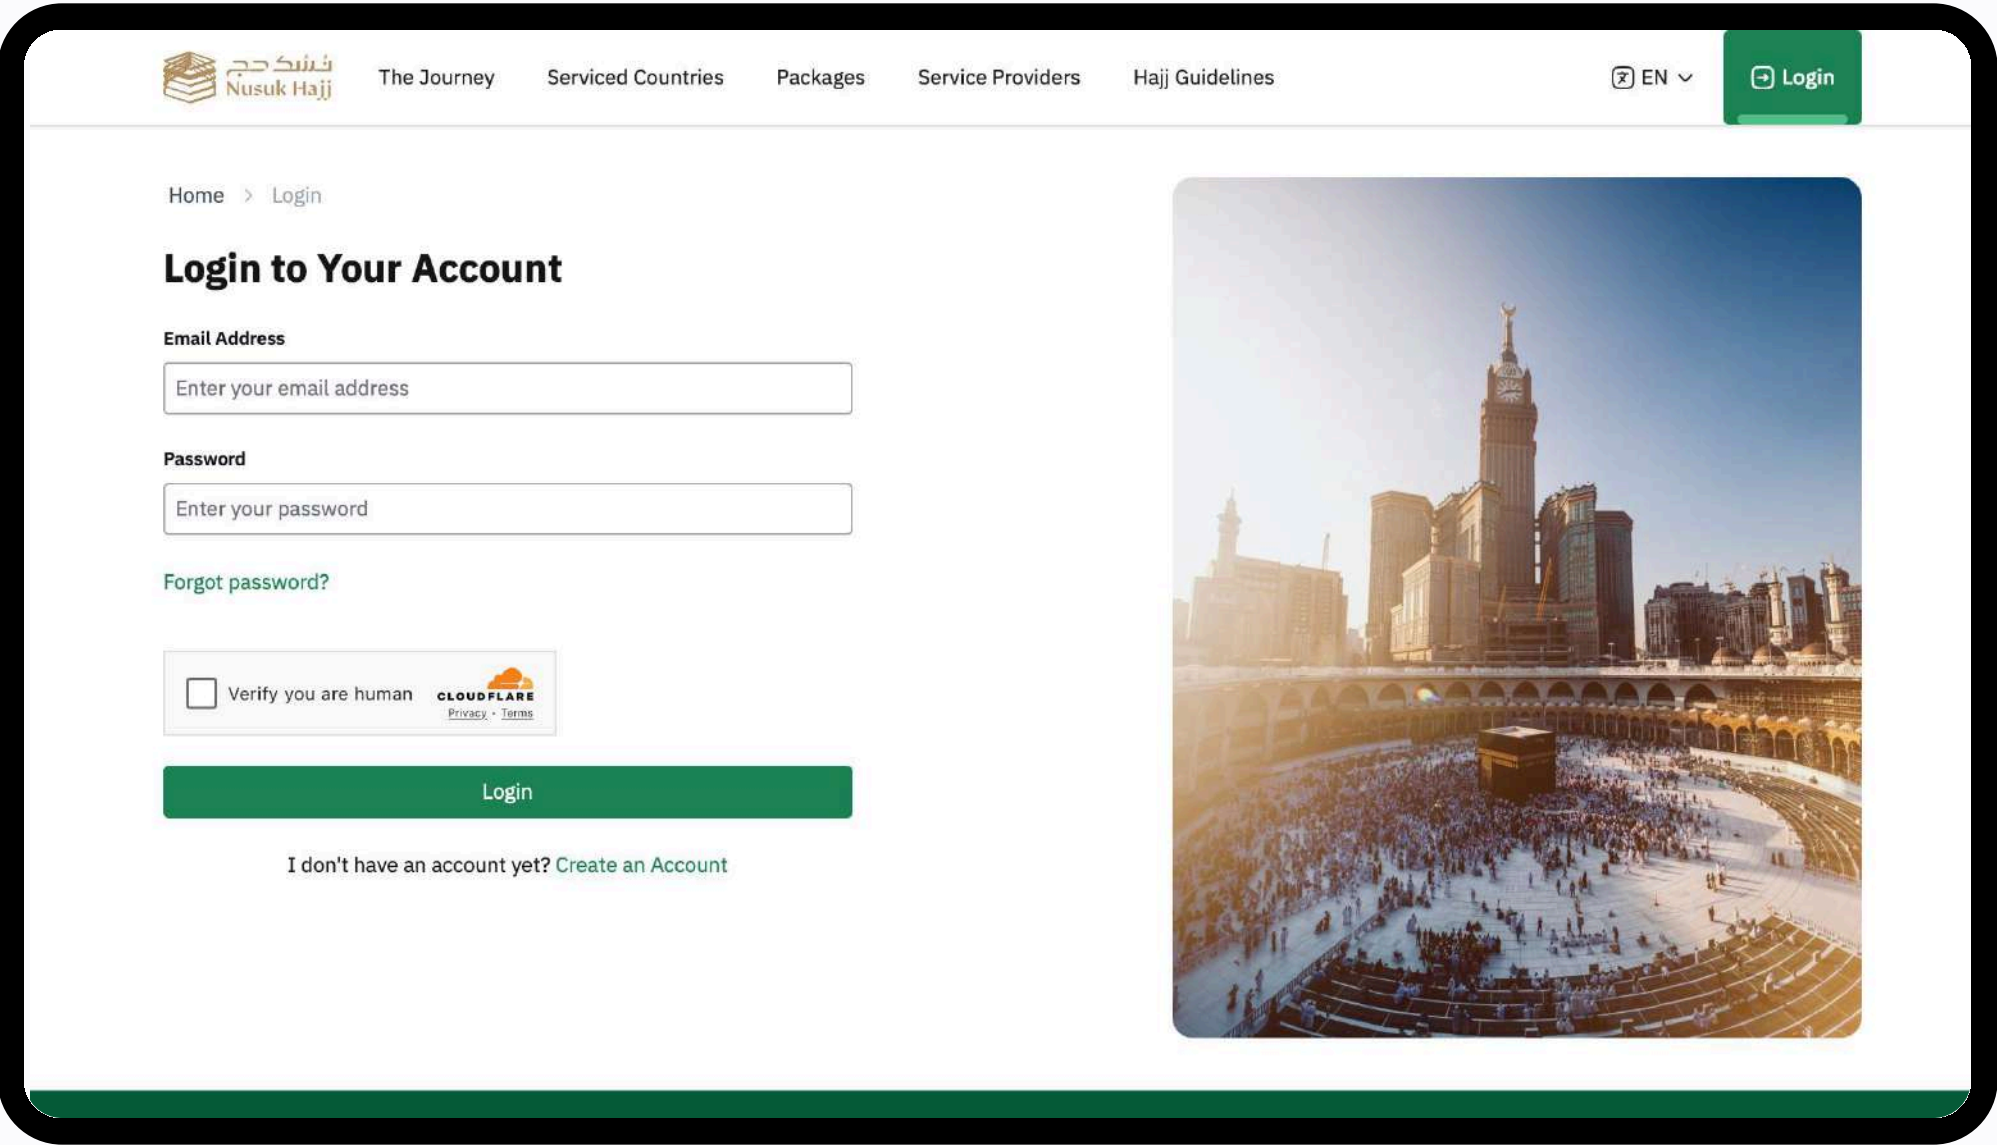 نُسُك حج
Nusuk Hajj
The Journey
Serviced Countries
Packages
Service Providers
Hajj Guidelines
EN
Login
Home > Login
Login to Your Account
Email Address
Enter your email address
Password
Enter your password
Forgot password?
Verify you are human
CLOUDFLARE
Privacy • Terms
Login
I don't have an account yet? Create an Account